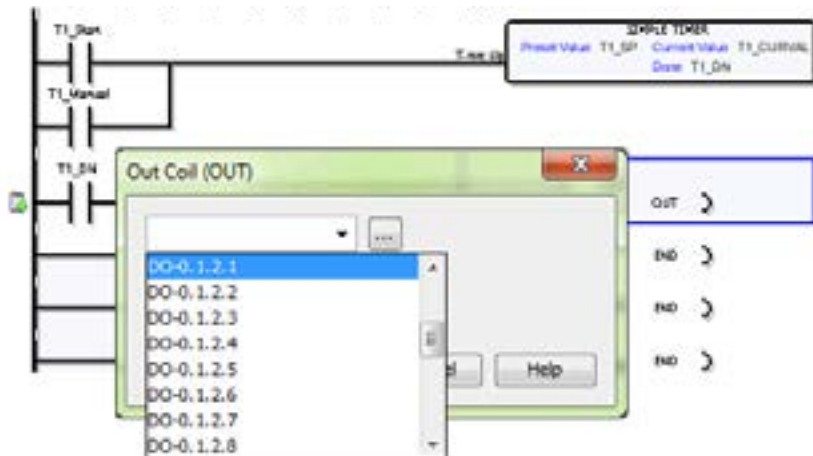 T1_Start
SIMPLE TIMER
Preset Value T1_SP Current Value T1_CURVAL
Done T1_DN
T1_Manual
T1_DN
Out Coil (OUT)
OUT
DO-0.1.2.1
DO-0.1.2.2
DO-0.1.2.3
DO-0.1.2.4
DO-0.1.2.5
DO-0.1.2.6
DO-0.1.2.7
DO-0.1.2.8
...
Help
END
END
END